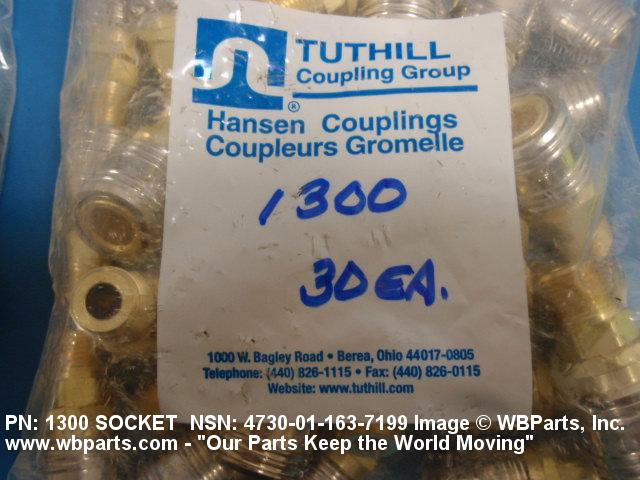 TUTHILL
Coupling Group
®
Hansen Couplings
Coupleurs Gromelle
1300
30 EA.
1000 W. Bagley Road • Berea, Ohio 44017-0805
Telephone: (440) 826-1115 • Fax: (440) 826-0115
Website: www.tuthill.com
PN: 1300 SOCKET NSN: 4730-01-163-7199 Image © WBParts, Inc.
www.wbparts.com - "Our Parts Keep the World Moving"